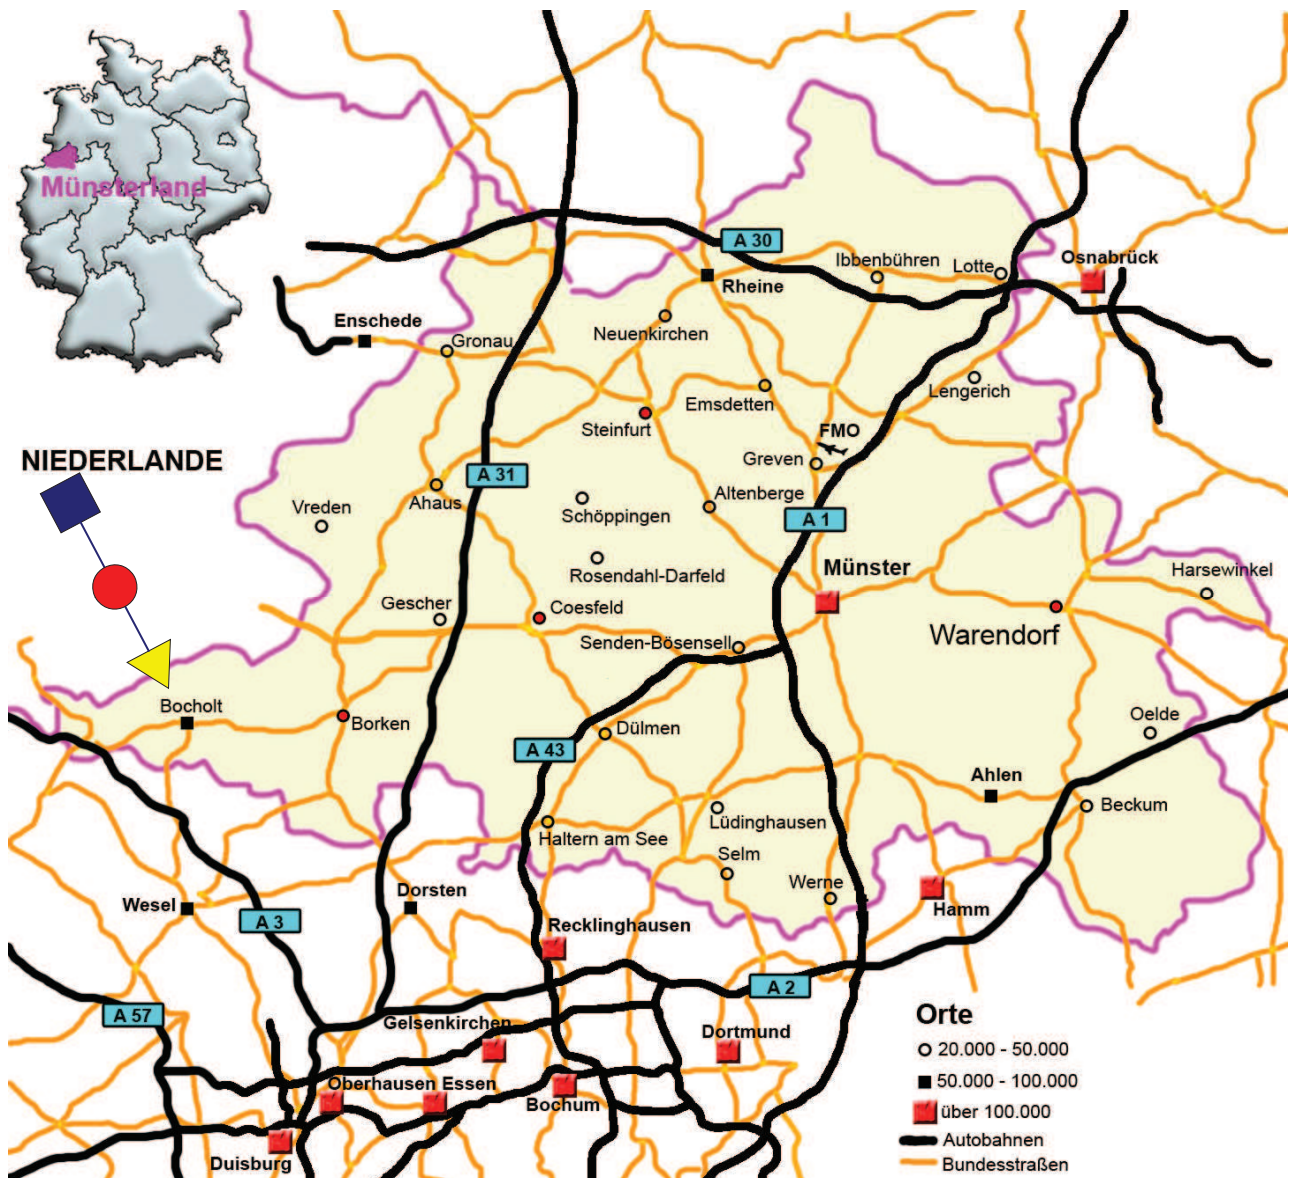 Münsterland
A 30
Osnabrück
Ibbenbühren
Lotte
Rheine
Enschede
Neuenkirchen
Gronau
Lengerich
Emsdetten
Steinfurt
FMO
NIEDERLANDE
Greven
A 31
Altenberge
Ahaus
Vreden
Schöppingen
A 1
Münster
Harsewinkel
Rosendahl-Darfeld
Gescher
Coesfeld
Warendorf
Senden-Bösensell
Bocholt
Borken
Dülmen
Oelde
A 43
Ahlen
Beckum
Lüdinghausen
Haltern am See
Selm
Werne
Dorsten
Wesel
Hamm
A 3
Recklinghausen
A 2
A 57
Gelsenkirchen
Dortmund
Oberhausen
Essen
Bochum
Duisburg
Orte
20.000 - 50.000
50.000 - 100.000
über 100.000
Autobahnen
Bundesstraßen